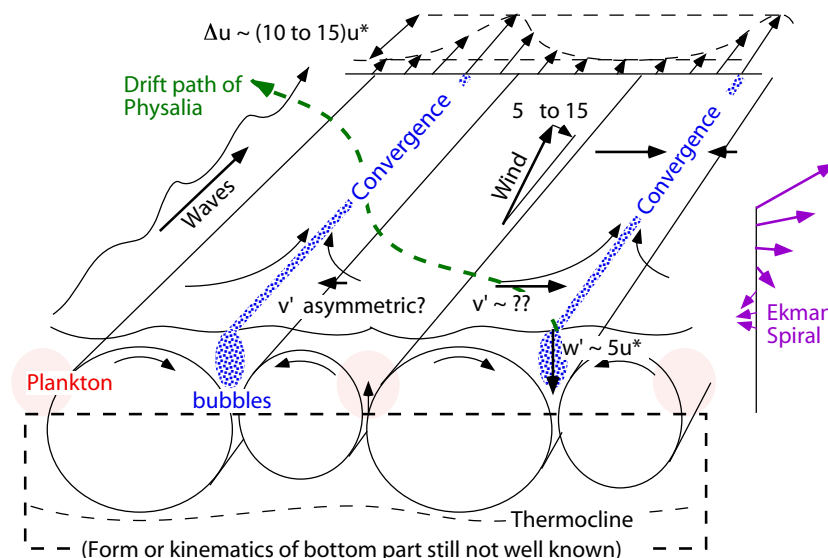 Δu ~ (10 to 15)u*
Drift path of
Physalia
Waves
Convergence
5 to 15
Wind
Convergence
v' asymmetric?
v' ~ ??
w' ~ 5u*
Ekman
Spiral
Plankton
bubbles
Thermocline
(Form or kinematics of bottom part still not well known)